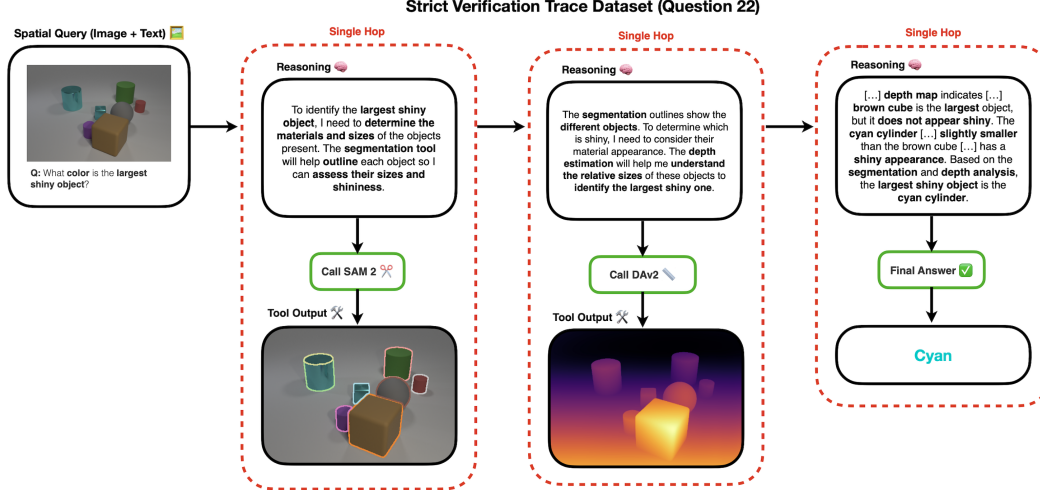 Strict Verification Trace Dataset (Question 22)
Spatial Query (Image + Text) 🖼️
Q: What color is the largest
shiny object?
Single Hop
Reasoning 🧠
To identify the largest shiny
object, I need to determine the
materials and sizes of the objects
present. The segmentation tool
will help outline each object so I
can assess their sizes and
shininess.
Call SAM 2 ✂️
Tool Output 🛠️
Single Hop
Reasoning 🧠
The segmentation outlines show the
different objects. To determine which
is shiny, I need to consider their
material appearance. The depth
estimation will help me understand
the relative sizes of these objects to
identify the largest shiny one.
Call DAv2 📏
Tool Output 🛠️
Single Hop
Reasoning 🧠
[…] depth map indicates […]
brown cube is the largest object,
but it does not appear shiny. The
cyan cylinder […] slightly smaller
than the brown cube […] has a
shiny appearance. Based on the
segmentation and depth analysis,
the largest shiny object is the
cyan cylinder.
Final Answer ✅
Cyan